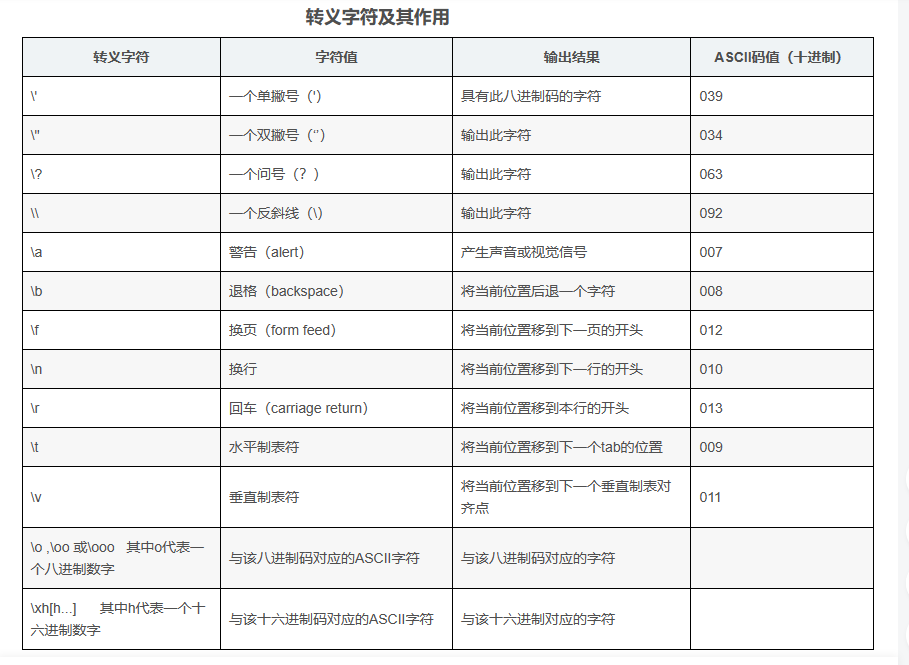 转义字符及其作用
转义字符 字符值 输出结果 ASCII码值（十进制）
\' 一个单撇号（'） 具有此八进制码的字符 039
\" 一个双撇号（"） 输出此字符 034
\? 一个问号（？） 输出此字符 063
\\ 一个反斜线（\） 输出此字符 092
\a 警告（alert） 产生声音或视觉信号 007
\b 退格（backspace） 将当前位置后退一个字符 008
\f 换页（form feed） 将当前位置移到下一页的开头 012
\n 换行 将当前位置移到下一行的开头 010
\r 回车（carriage return） 将当前位置移到本行的开头 013
\t 水平制表符 将当前位置移到下一个tab的位置 009
\v 垂直制表符 将当前位置移到下一个垂直制表对
齐点 011
\o ,\oo 或\ooo 其中o代表一
个八进制数字 与该八进制码对应的ASCII字符 与该八进制码对应的字符
\xh[h...] 其中h代表一个十
六进制数字 与该十六进制码对应的ASCII字符 与该十六进制对应的字符